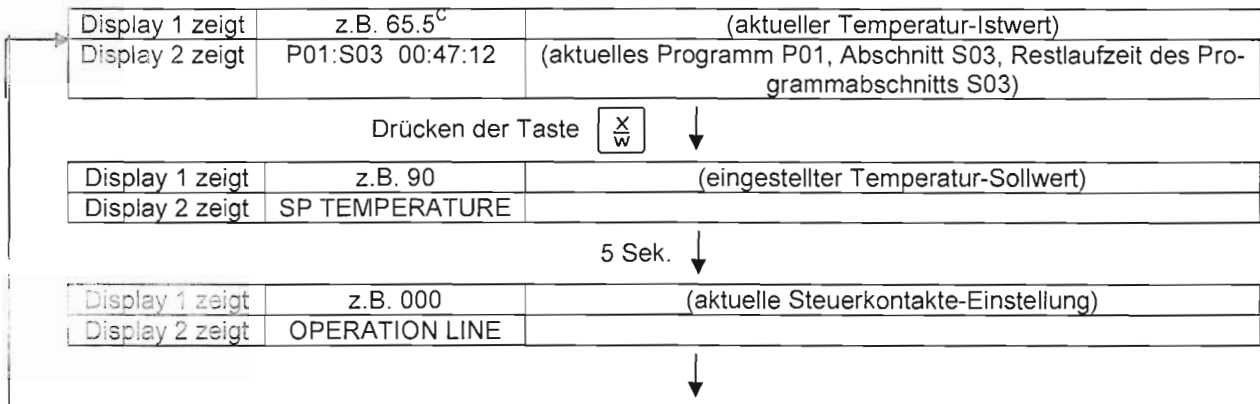 Display 1 zeigt z.B. 65.5°C (aktueller Temperatur-Istwert)
Display 2 zeigt P01:S03 00:47:12 (aktuelles Programm P01, Abschnitt S03, Restlaufzeit des Pro-
grammabschnitts S03)
Drücken der Taste X/W
Display 1 zeigt z.B. 90 (eingestellter Temperatur-Sollwert)
Display 2 zeigt SP TEMPERATURE
5 Sek.
Display 1 zeigt z.B. 000 (aktuelle Steuerkontakte-Einstellung)
Display 2 zeigt OPERATION LINE